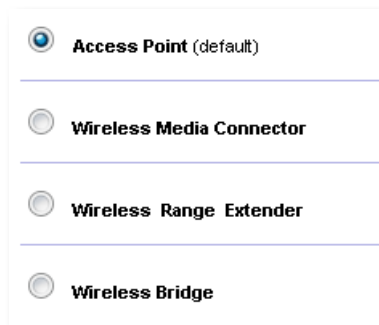 Access Point (default)
Wireless Media Connector
Wireless Range Extender
Wireless Bridge